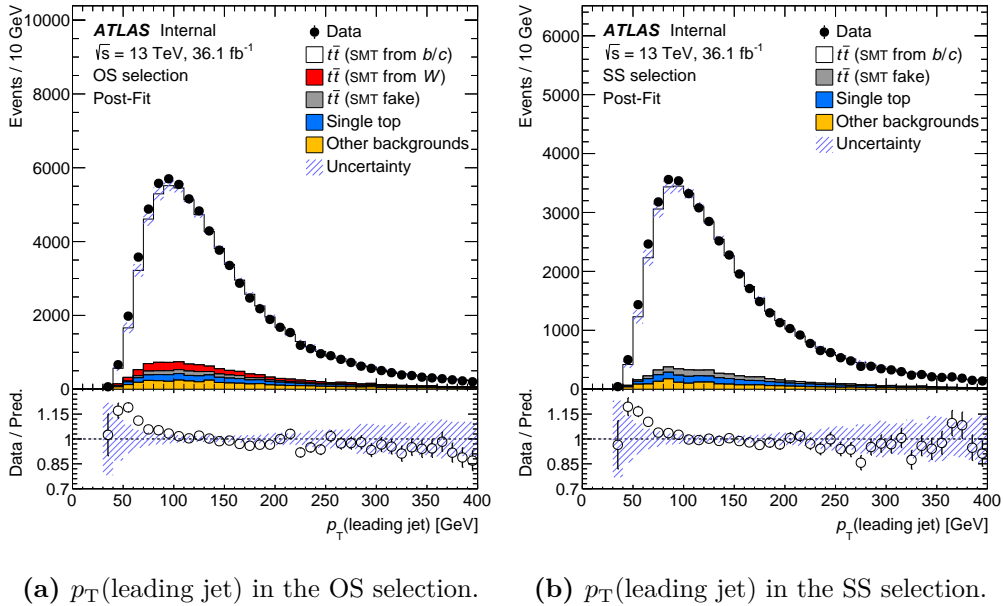 Events / 10 GeV
10000
8000
6000
4000
2000
0
ATLAS Internal
√s = 13 TeV, 36.1 fb⁻¹
OS selection
Post-Fit
Data
tt̄ (SMT from b/c)
tt̄ (SMT from W)
tt̄ (SMT fake)
Single top
Other backgrounds
Uncertainty
Data / Pred.
1.15
1
0.85
0.7
0 50 100 150 200 250 300 350 400
p_T(leading jet) [GeV]
Events / 10 GeV
6000
5000
4000
3000
2000
1000
0
ATLAS Internal
√s = 13 TeV, 36.1 fb⁻¹
SS selection
Post-Fit
Data
tt̄ (SMT from b/c)
tt̄ (SMT fake)
Single top
Other backgrounds
Uncertainty
Data / Pred.
1.15
1
0.85
0.7
0 50 100 150 200 250 300 350 400
p_T(leading jet) [GeV]
(a) p_T(leading jet) in the OS selection.
(b) p_T(leading jet) in the SS selection.